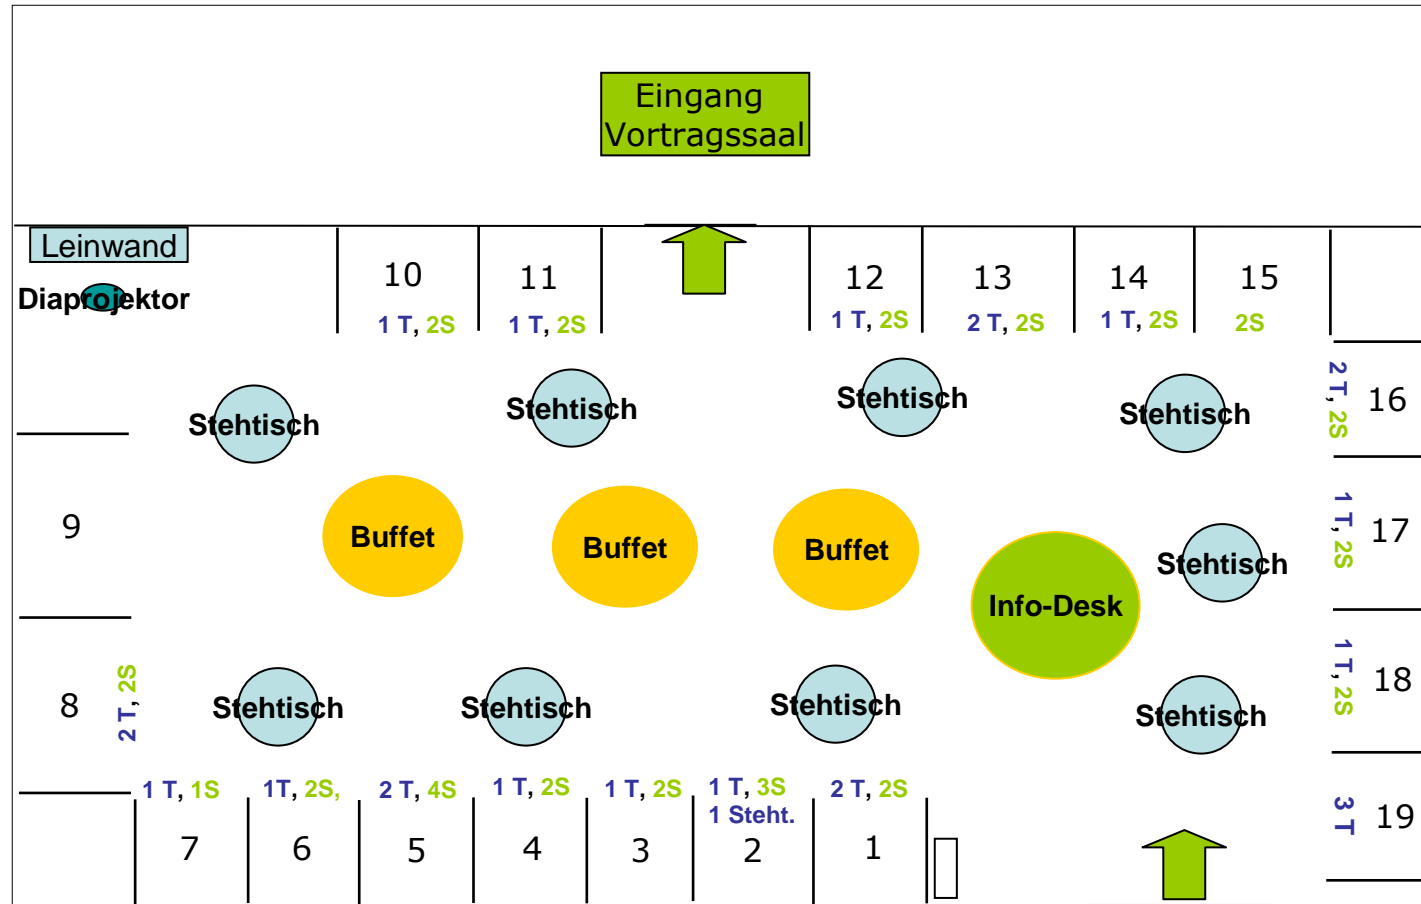 Eingang
Vortragssaal
Leinwand
Diaprojektor
10
11
12
13
14
15
1 T, 2S
1 T, 2S
1 T, 2S
2 T, 2S
1 T, 2S
2S
Stehtisch
Stehtisch
Stehtisch
Stehtisch
2 T, 2S
16
9
Buffet
Buffet
Buffet
Stehtisch
1 T, 2S
17
Info-Desk
8
2 T, 2S
Stehtisch
Stehtisch
Stehtisch
Stehtisch
1 T, 2S
18
1 T, 1S
1T, 2S,
2 T, 4S
1 T, 2S
1 T, 2S
1 T, 3S
1 Steht.
2 T, 2S
3 T
19
7
6
5
4
3
2
1